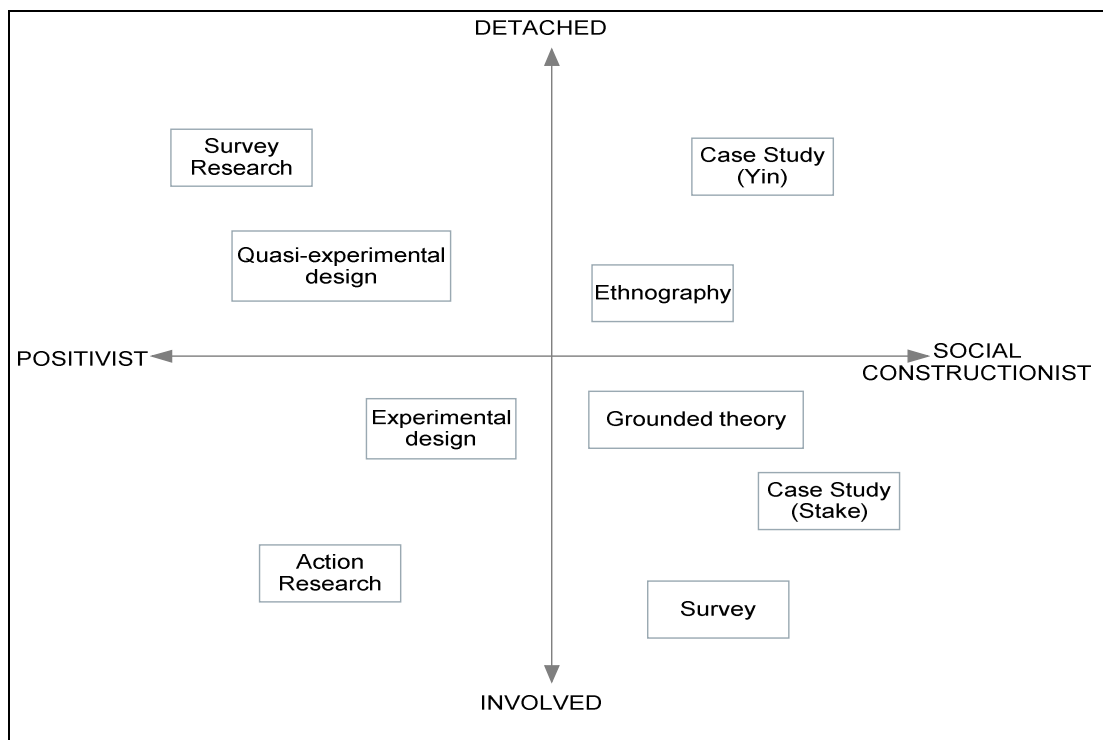 DETACHED
Survey
Research
Case Study
(Yin)
Quasi-experimental
design
Ethnography
POSITIVIST
SOCIAL
CONSTRUCTIONIST
Experimental
design
Grounded theory
Case Study
(Stake)
Action
Research
Survey
INVOLVED